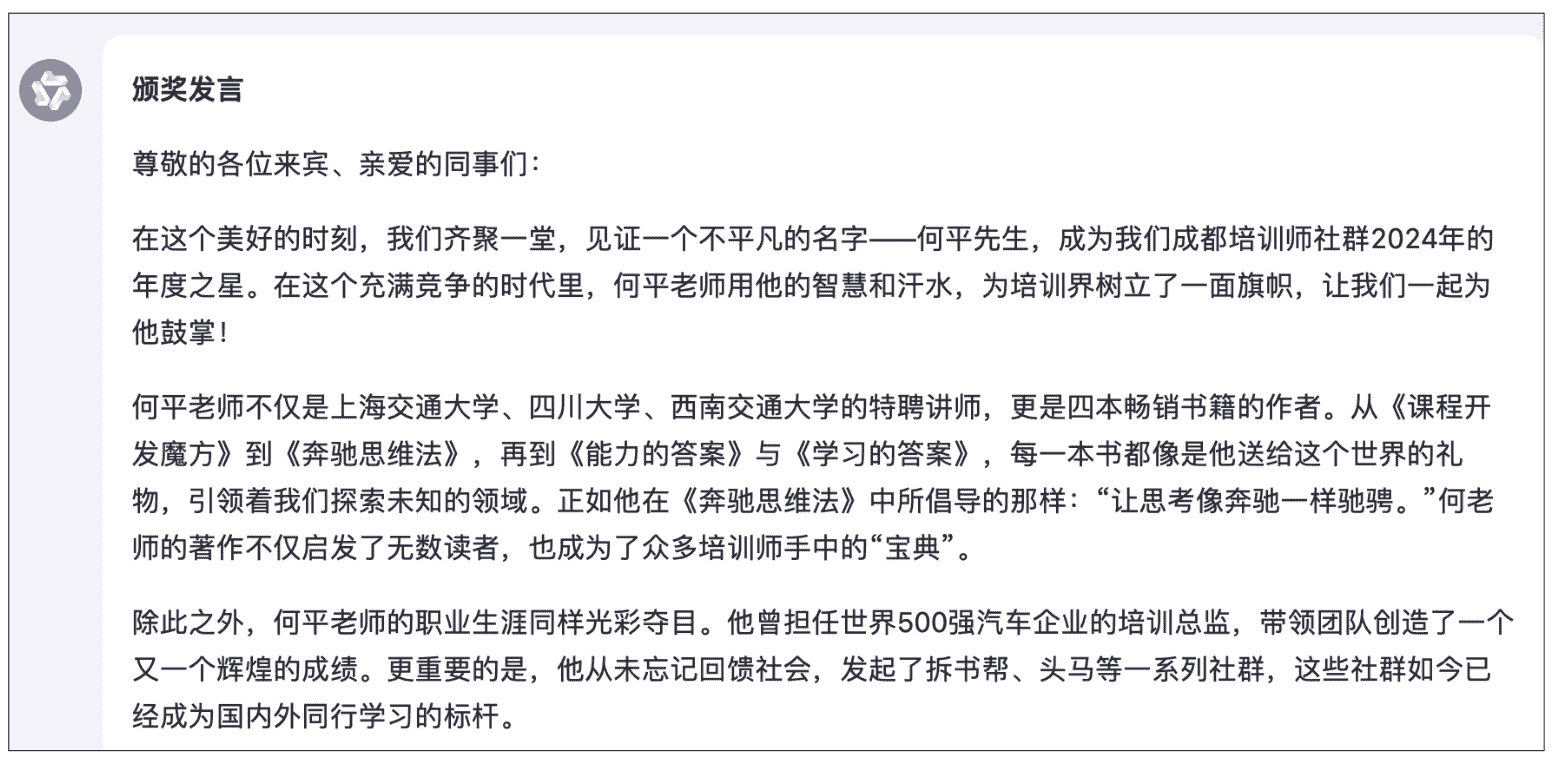 颁奖发言
尊敬的各位来宾、亲爱的同事们：
在这个美好的时刻，我们齐聚一堂，见证一个不平凡的名字——何平先生，成为我们成都培训师社群2024年的
年度之星。在这个充满竞争的时代里，何平老师用他的智慧和汗水，为培训界树立了一面旗帜，让我们一起为
他鼓掌！
何平老师不仅是上海交通大学、四川大学、西南交通大学的特聘讲师，更是四本畅销书籍的作者。从《课程开
发魔方》到《奔驰思维法》，再到《能力的答案》与《学习的答案》，每一本书都像是他送给这个世界的礼
物，引领着我们探索未知的领域。正如他在《奔驰思维法》中所倡导的那样：“让思考像奔驰一样驰骋。”何老
师的著作不仅启发了无数读者，也成为了众多培训师手中的“宝典”。
除此之外，何平老师的职业生涯同样光彩夺目。他曾担任世界500强汽车企业的培训总监，带领团队创造了一个
又一个辉煌的成绩。更重要的是，他从未忘记回馈社会，发起了拆书帮、头马等一系列社群，这些社群如今已
经成为国内外同行学习的标杆。